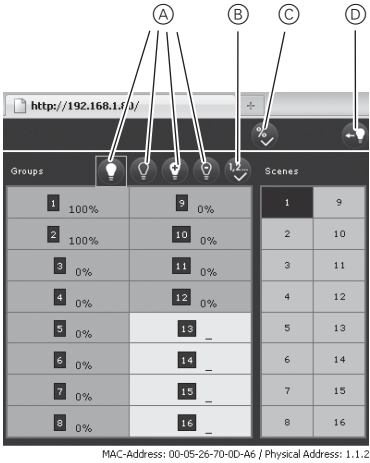 A B C D
http://192.168.1.80/
%
Groups 1,2... Scenes
1 100% 9 0% 1 9
2 100% 10 0% 2 10
3 0% 11 0% 3 11
4 0% 12 0% 4 12
5 0% 13 _ 5 13
6 0% 14 _ 6 14
7 0% 15 _ 7 15
8 0% 16 _ 8 16
MAC-Address: 00-05-26-70-0D-A6 / Physical Address: 1.1.2